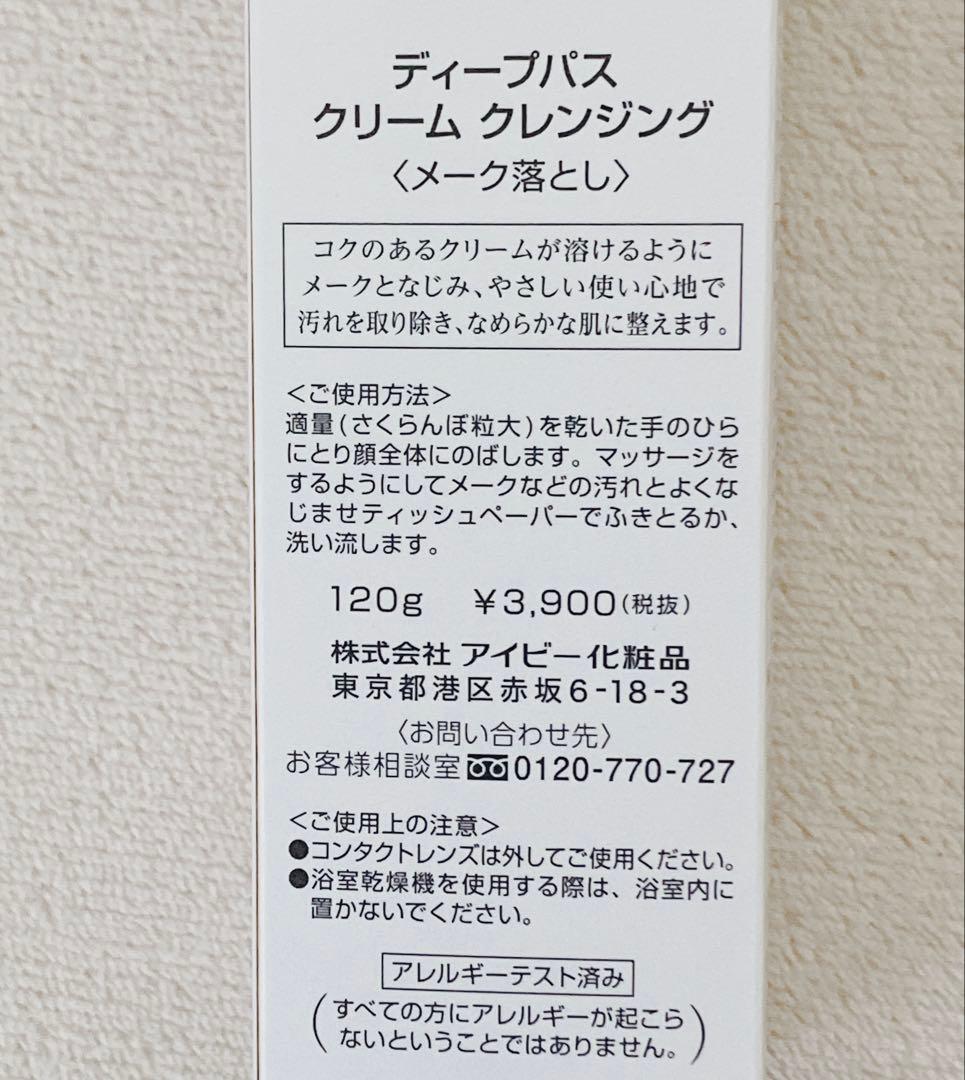 ディープパス
クリーム クレンジング
〈メーク落とし〉
コクのあるクリームが溶けるように
メークとなじみ、やさしい使い心地で
汚れを取り除き、なめらかな肌に整えます。
＜ご使用方法＞
適量(さくらんぼ粒大)を乾いた手のひら
にとり顔全体にのばします。マッサージを
するようにしてメークなどの汚れとよくな
じませティッシュペーパーでふきとるか、
洗い流します。
120g ￥3,900(税抜)
株式会社 アイビー化粧品
東京都港区赤坂6-18-3
〈お問い合わせ先〉
お客様相談室 0120-770-727
＜ご使用上の注意＞
●コンタクトレンズは外してご使用ください。
●浴室乾燥機を使用する際は、浴室内に
置かないでください。
アレルギーテスト済み
(すべての方にアレルギーが起こら
ないということではありません。)